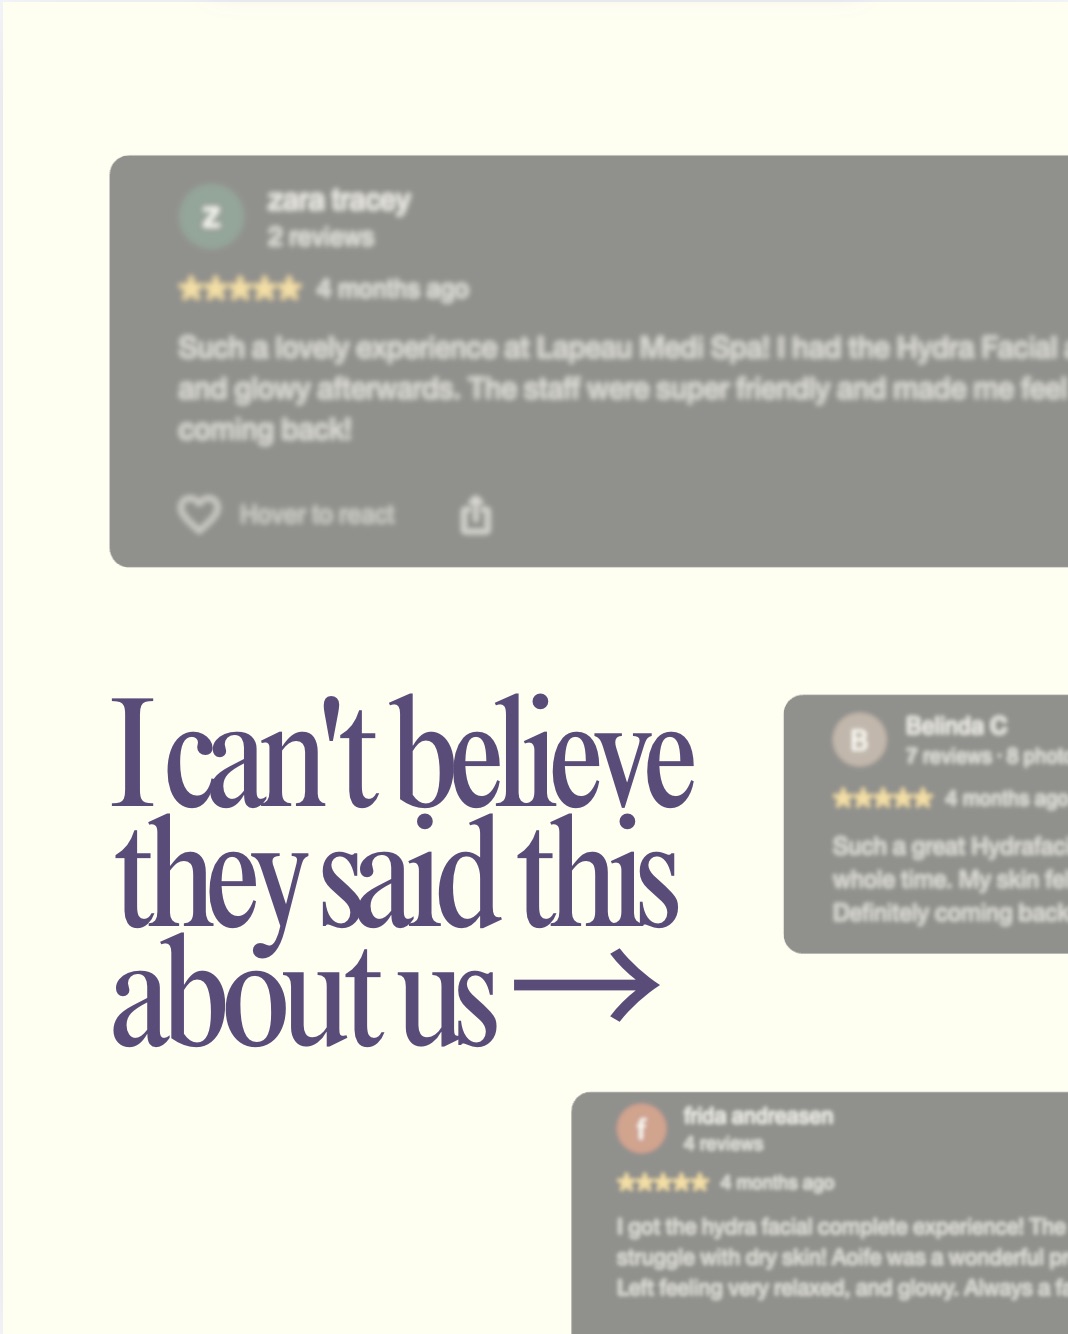 z
zara tracey
2 reviews
4 months ago
Such a lovely experience at Lapeau Medi Spa! I had the Hydra Facial
and glowy afterwards. The staff were super friendly and made me feel
coming back!
Hover to react
I can't believe
they said this
about us →
B
Belinda C
7 reviews · 8
4 months ago
Such a great
whole time. My skin
Definitely coming back
f
frida andreasen
4 reviews
4 months ago
I got the hydra facial complete experience! The
struggle with dry skin! Aoife was a wonderful
Left feeling very relaxed, and glowy. Always a